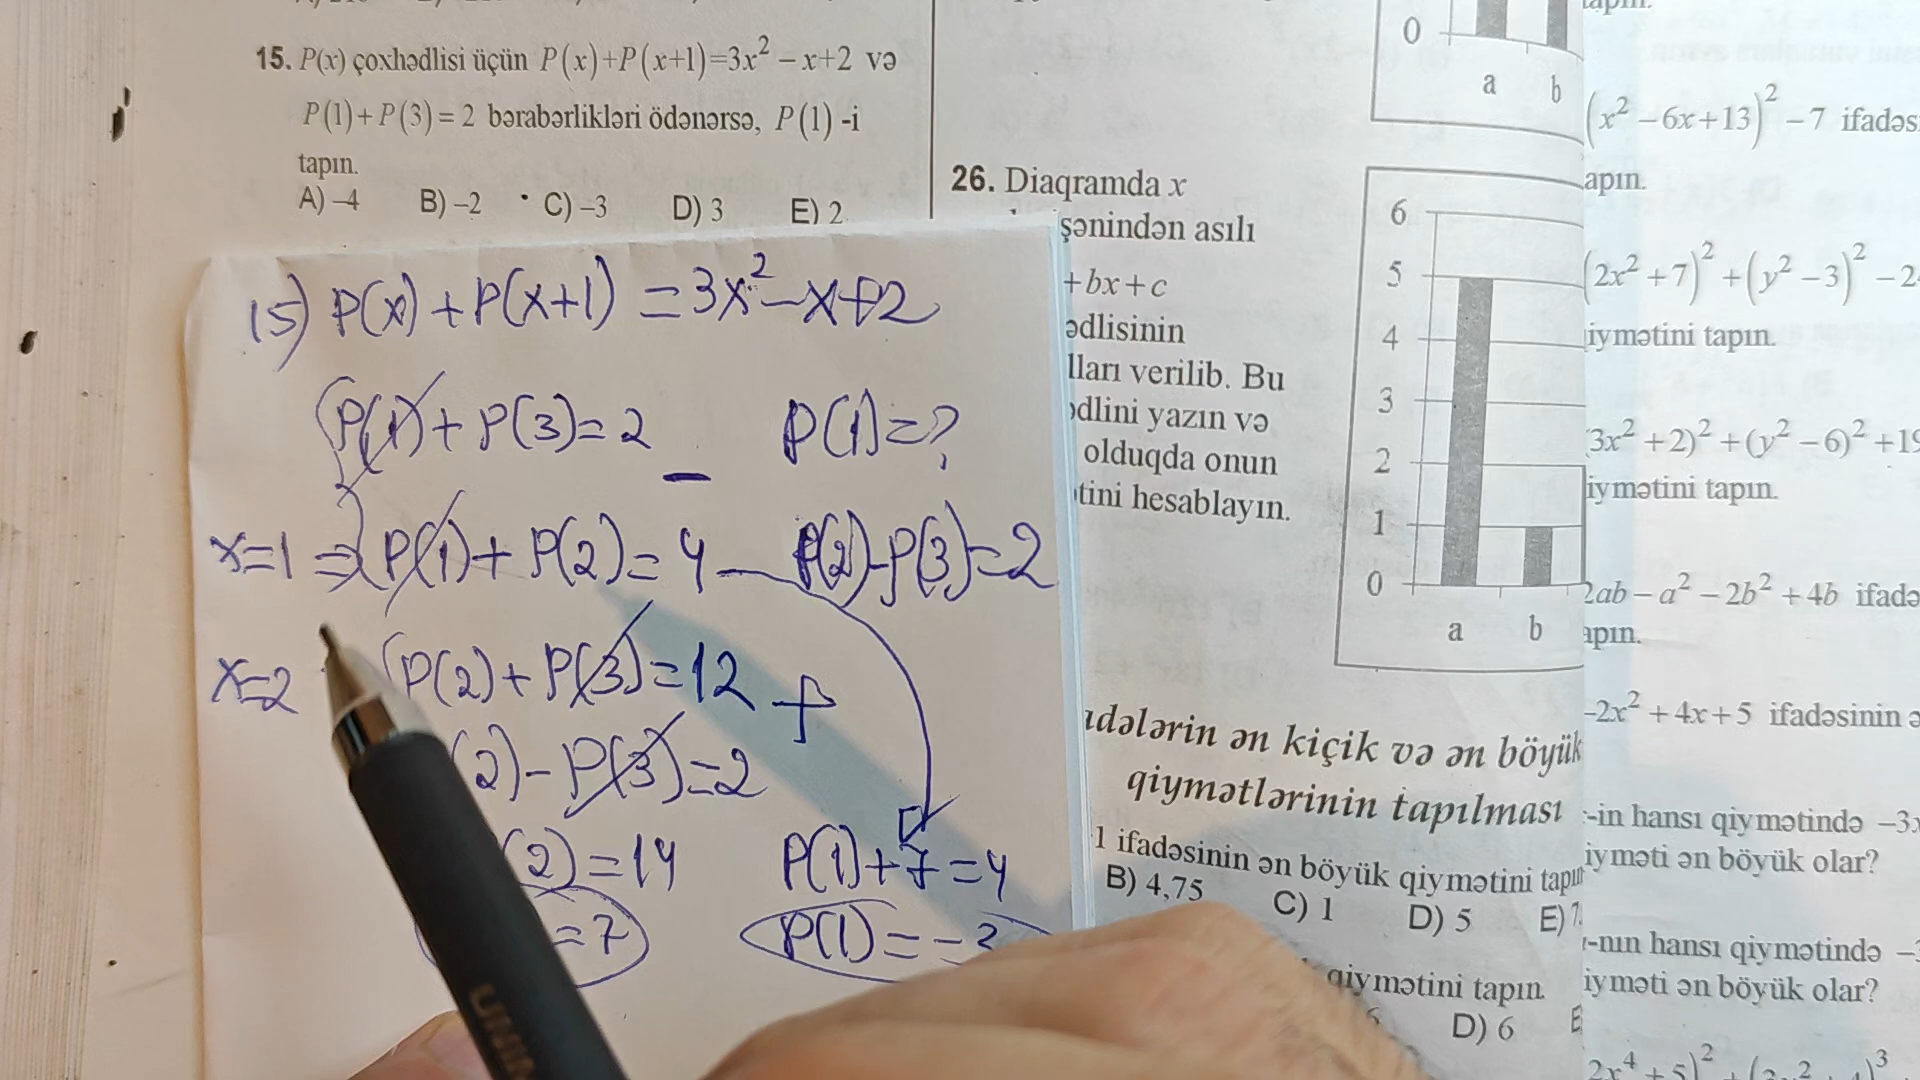 15. P(x) çoxhədlisi üçün P(x)+P(x+1)=3x² – x+2 və
P(1)+P(3)=2 bərabərlikləri ödənərsə, P(1) -i
tapın.
A) –4 B) –2 C) –3 D) 3 E) 2
15) P(x) + P(x+1) = 3x² – x + 2
P(1) + P(3) = 2 P(1) = ?
x=1 ⇒ P(1) + P(2) = 4 P(2) – P(3) = 2
x=2 P(2) + P(3) = 12 +
2) – P(3) = 2
(2) = 14 P(1) + 7 = 4
= 7 P(1) = –3
0
a b
26. Diaqramda x
şənindən asılı
+bx+c
ədlisinin
lları verilib. Bu
ədlini yazın və
olduqda onun
tini hesablayın.
6
5
4
3
2
1
0
a b
adələrin ən kiçik və ən böyük
qiymətlərinin tapılması
1 ifadəsinin ən böyük qiymətini tapın
B) 4,75 C) 1 D) 5 E) 7
qiymətini tapın
D) 6 E
tapın.
(x² – 6x+13)² – 7 ifadəs
apın.
(2x² +7)² +(y² –3)² – 2
iymətini tapın.
3x² +2)² +(y² –6)² +19
iymətini tapın.
2ab – a² – 2b² + 4b ifadə
apın.
–2x² + 4x+5 ifadəsinin ə
-in hansı qiymətində –3x
iyməti ən böyük olar?
-nın hansı qiymətində –
iyməti ən böyük olar?
UNI